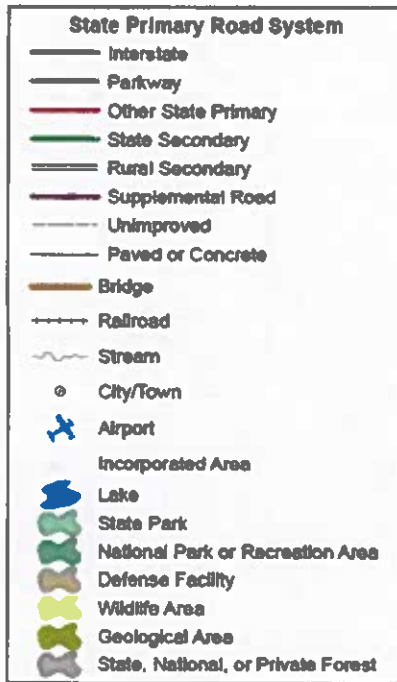 State Primary Road System
Interstate
Parkway
Other State Primary
State Secondary
Rural Secondary
Supplemental Road
Unimproved
Paved or Concrete
Bridge
Railroad
Stream
City/Town
Airport
Incorporated Area
Lake
State Park
National Park or Recreation Area
Defense Facility
Wildlife Area
Geological Area
State, National, or Private Forest